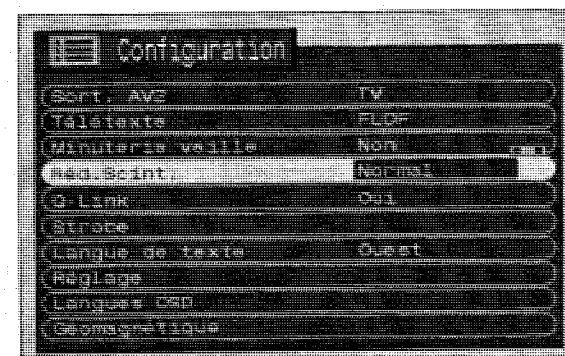 Configuration
Sort. AV2 TV
Télétexte FLOF
Minuterie veille Non
Réd.Scint. Normal
Q-Link Oui
Strobe
Langue de texte Ouest
Réglage
Langues OSD
Géomagnétique